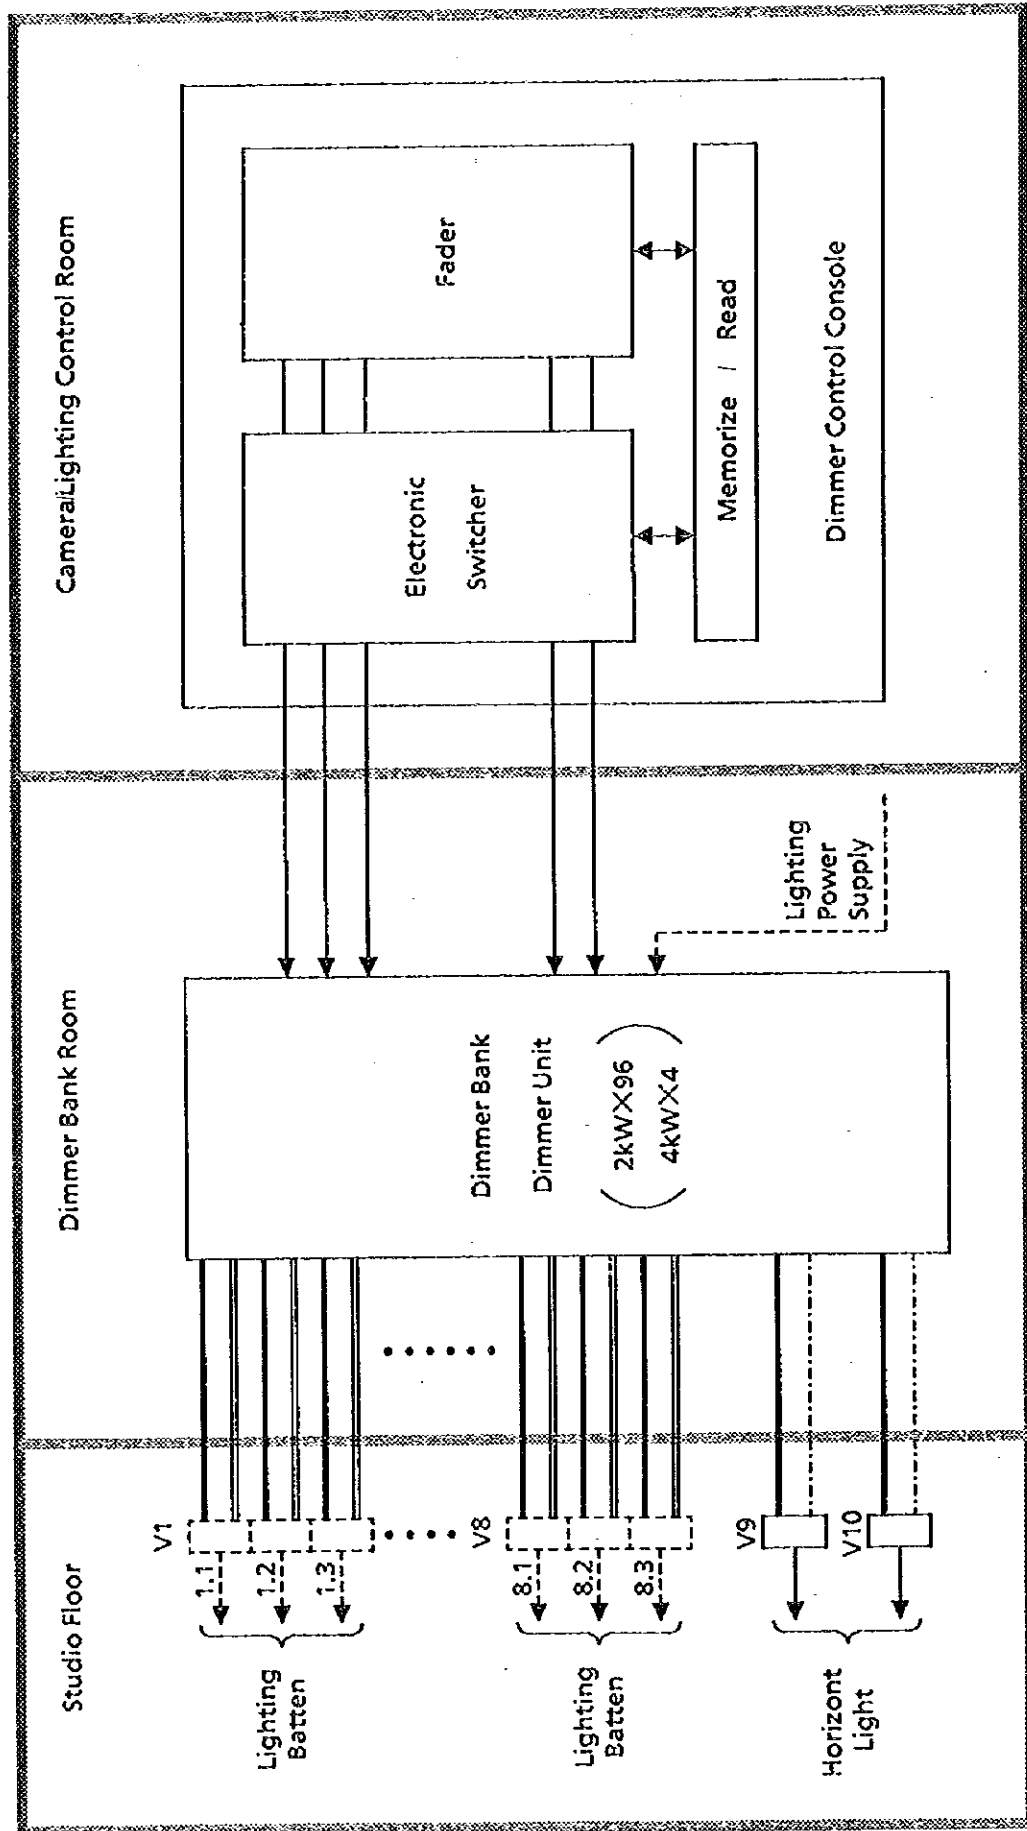 Studio Floor
Dimmer Bank Room
Camera/Lighting Control Room
V1
1.1
1.2
1.3
Lighting
Batten
V8
8.1
8.2
8.3
Lighting
Batten
V9
V10
Horizont
Light
Dimmer Bank
Dimmer Unit
2kW×96
4kW×4
Lighting
Power
Supply
Electronic
Switcher
Fader
Memorize / Read
Dimmer Control Console